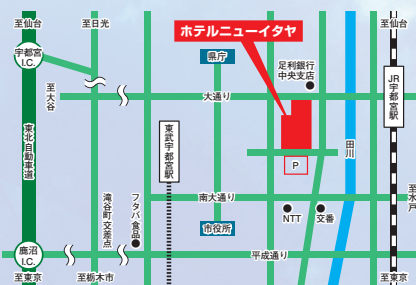 至仙台
至日光
至仙台
ホテルニューイタヤ
宇都宮
I.C.
県庁
足利銀行
中央支店
至大谷
大通り
JR宇都宮駅
東北自動車道
東武宇都宮駅
田川
P
滝谷町交差点
フタバ食品
南大通り
至水戸
NTT
交番
市役所
鹿沼
I.C.
平成通り
至東京
至栃木市
至東京